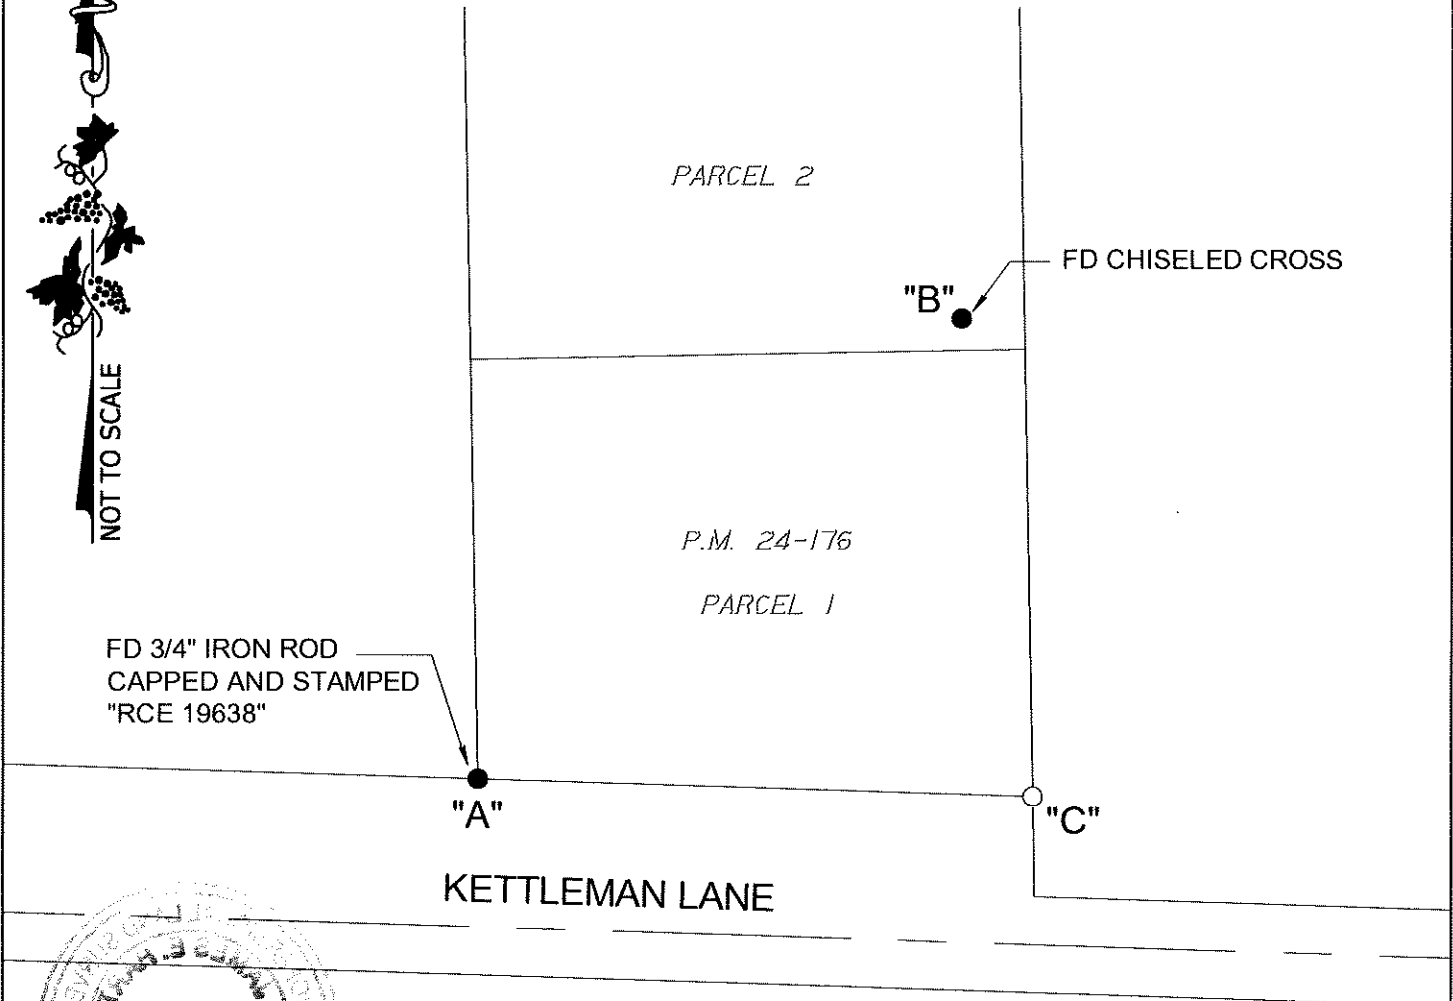 PARCEL 2
FD CHISELED CROSS
"B"
NOT TO SCALE
P.M. 24-176
PARCEL 1
FD 3/4" IRON ROD
CAPPED AND STAMPED
"RCE 19638"
"A"
"C"
KETTLEMAN LANE